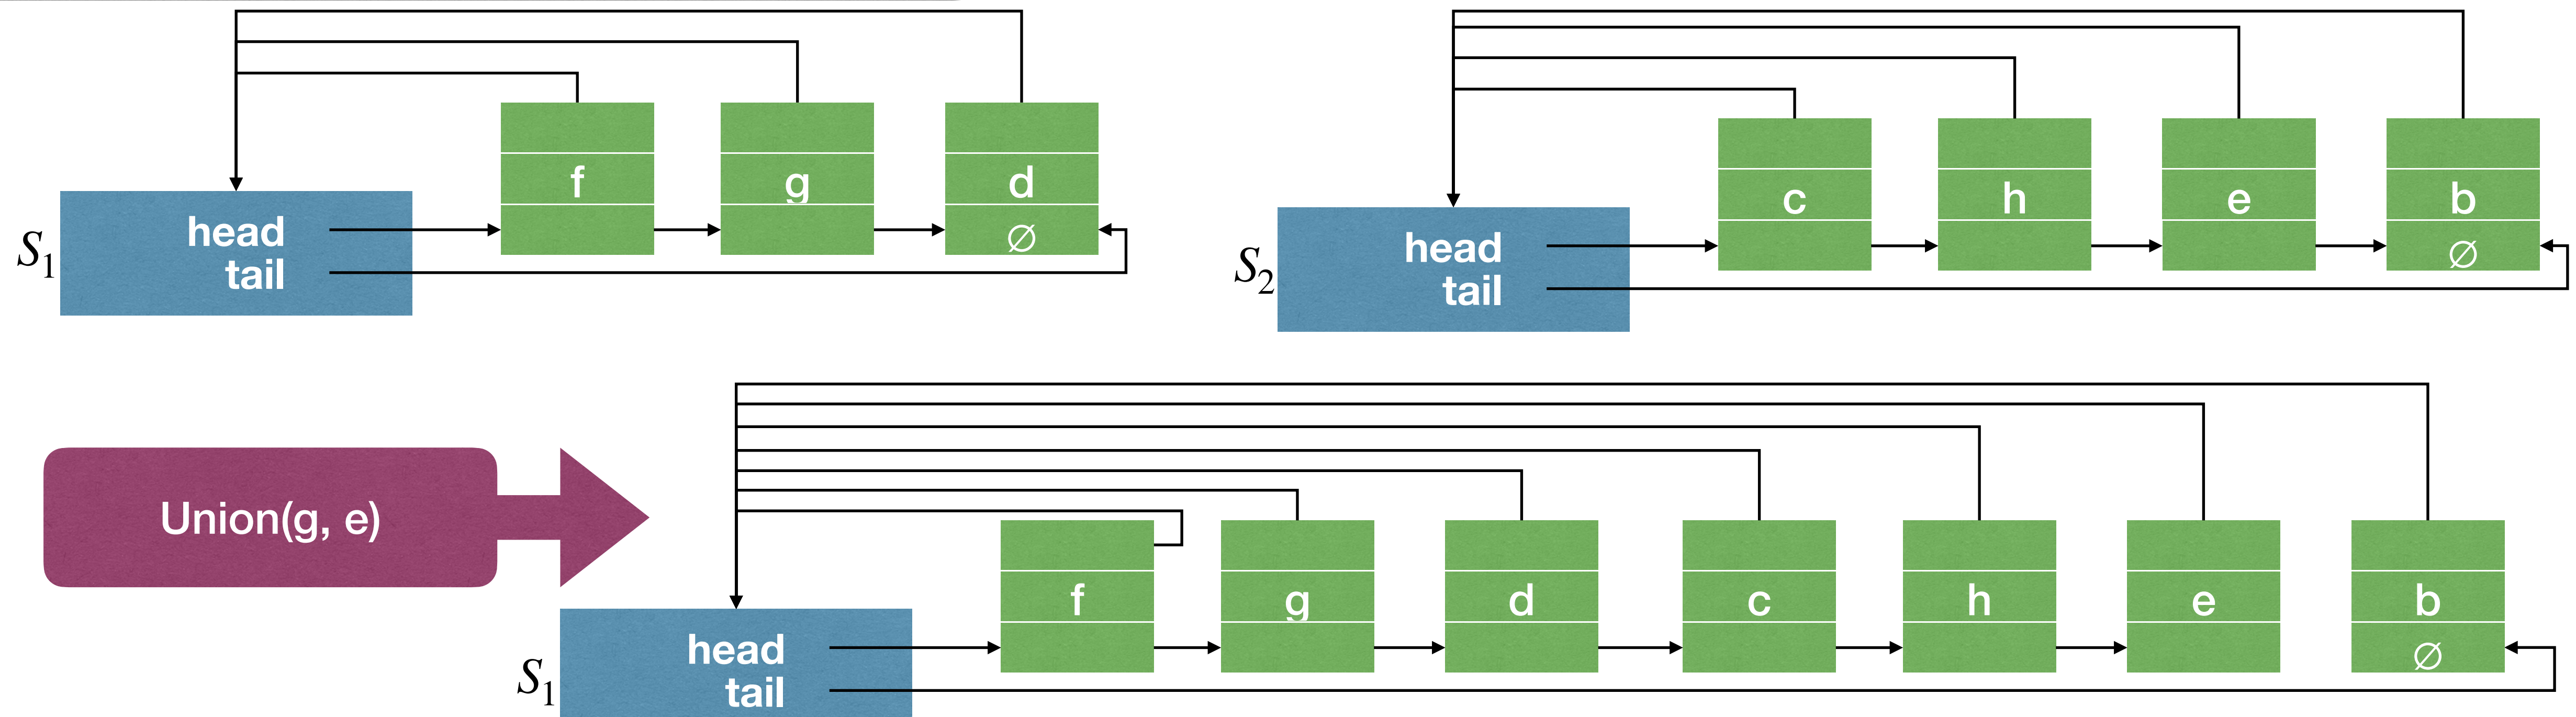 f g d
∅
head
tail
S1
c h e b
∅
head
tail
S2
Union(g, e)
f g d c h e b
∅
head
tail
S1